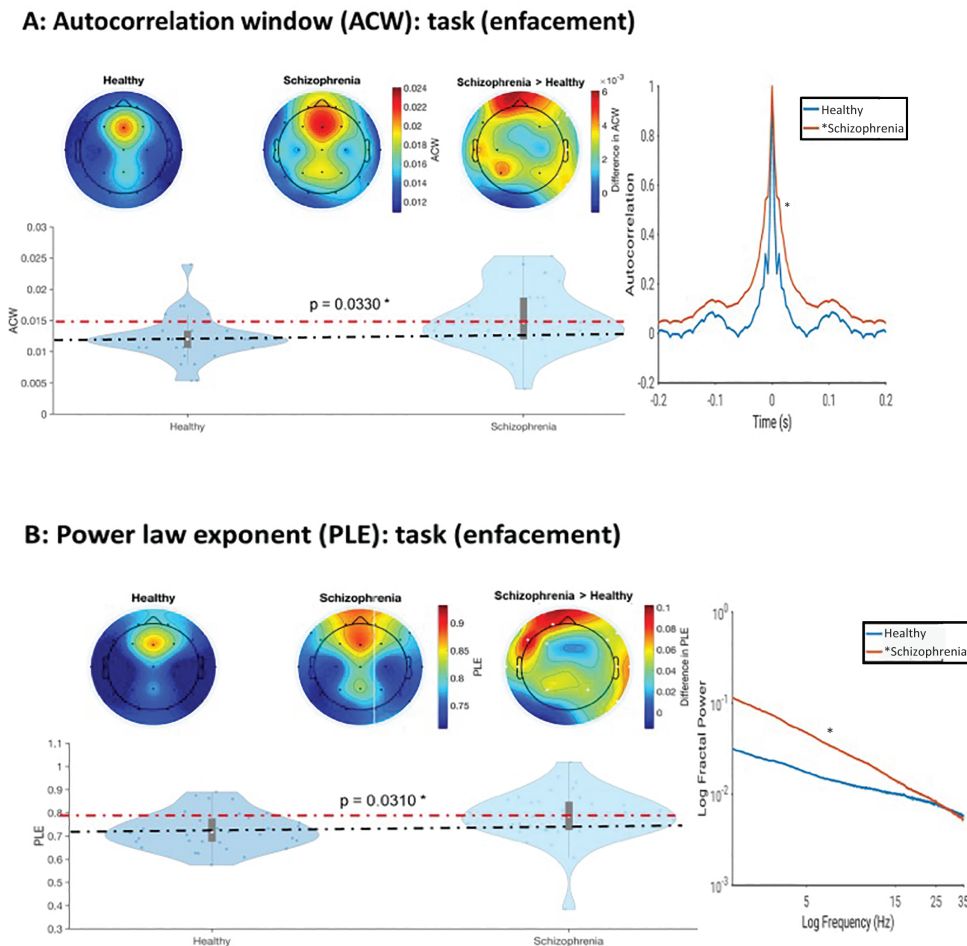 A: Autocorrelation window (ACW): task (enfacement)
Healthy
Schizophrenia
Schizophrenia > Healthy
×10⁻³
0.024
0.022
0.020
0.018
0.016
0.014
0.012
ACW
6
4
2
0
Difference in ACW
0.03
0.025
0.02
0.015
0.01
0.005
0
ACW
p = 0.0330 *
Healthy
Schizophrenia
1
0.8
0.6
0.4
0.2
0
-0.2
Autocorrelation
Healthy
*Schizophrenia
*
-0.2
-0.1
0
0.1
0.2
Time (s)
B: Power law exponent (PLE): task (enfacement)
Healthy
Schizophrenia
Schizophrenia > Healthy
0.9
0.85
0.8
0.75
PLE
0.1
0.08
0.06
0.04
0.02
0
Difference in PLE
1.1
1
0.9
0.8
0.7
0.6
0.5
0.4
0.3
PLE
p = 0.0310 *
Healthy
Schizophrenia
10⁰
10⁻¹
10⁻²
10⁻³
Log Fractal Power
Healthy
*Schizophrenia
*
5
15
25
35
Log Frequency (Hz)